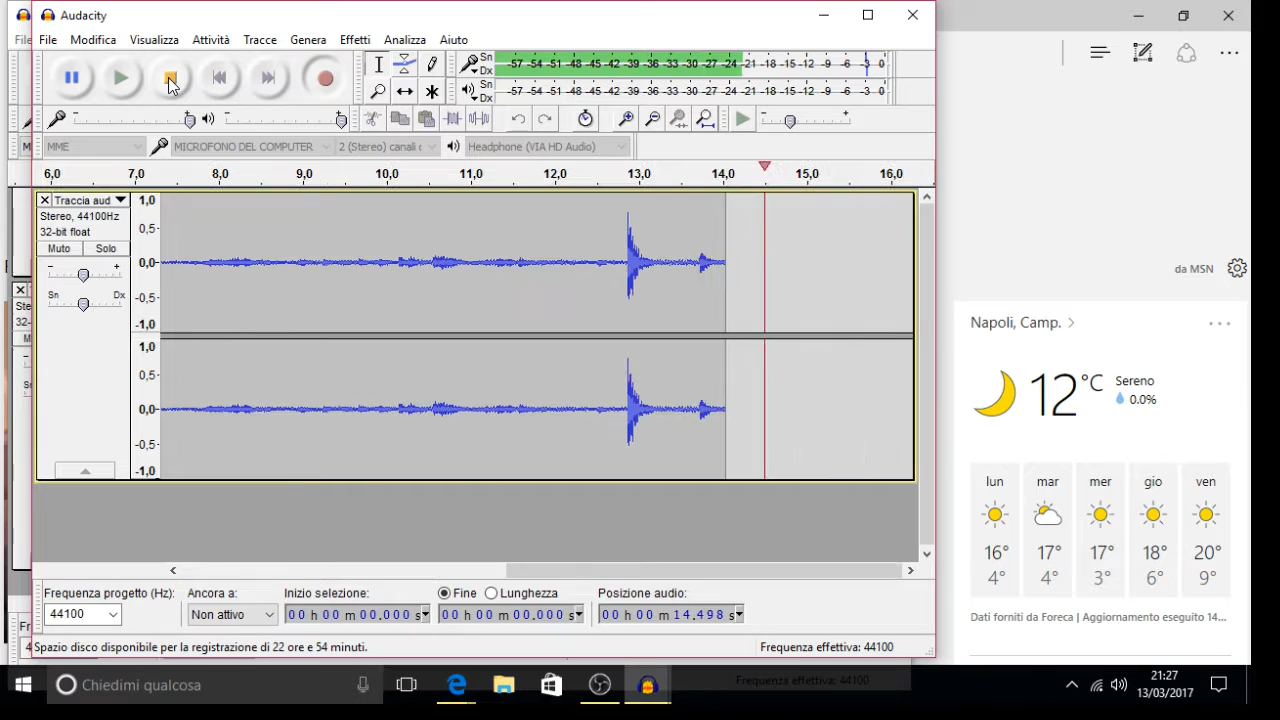 Audacity
File Modifica Visualizza Attività Tracce Genera Effetti Analizza Aiuto
Sn Dx -57 -54 -51 -48 -45 -42 -39 -36 -33 -30 -27 -24 -21 -18 -15 -12 -9 -6 -3 0
Sn Dx -57 -54 -51 -48 -45 -42 -39 -36 -33 -30 -27 -24 -21 -18 -15 -12 -9 -6 -3 0
MME MICROFONO DEL COMPUTER 2 (Stereo) canali Headphone (VIA HD Audio)
6,0 7,0 8,0 9,0 10,0 11,0 12,0 13,0 14,0 15,0 16,0
Traccia aud
Stereo, 44100Hz
32-bit float
Muto Solo
- +
Sn Dx
1,0
0,5
0,0
-0,5
-1,0
1,0
0,5
0,0
-0,5
-1,0
Frequenza progetto (Hz): Ancora a: Inizio selezione: Fine Lunghezza Posizione audio:
44100 Non attivo 00 h 00 m 00.000 s 00 h 00 m 00.000 s 00 h 00 m 14.498 s
Spazio disco disponibile per la registrazione di 22 ore e 54 minuti. Frequenza effettiva: 44100
Frequenza effettiva: 44100
da MSN
Napoli, Camp.
12 °C
Sereno
0.0%
lun mar mer gio ven
16° 17° 17° 18° 20°
4° 4° 3° 6° 9°
Dati forniti da Foreca | Aggiornamento eseguito 14...
Chiedimi qualcosa
21:27
13/03/2017